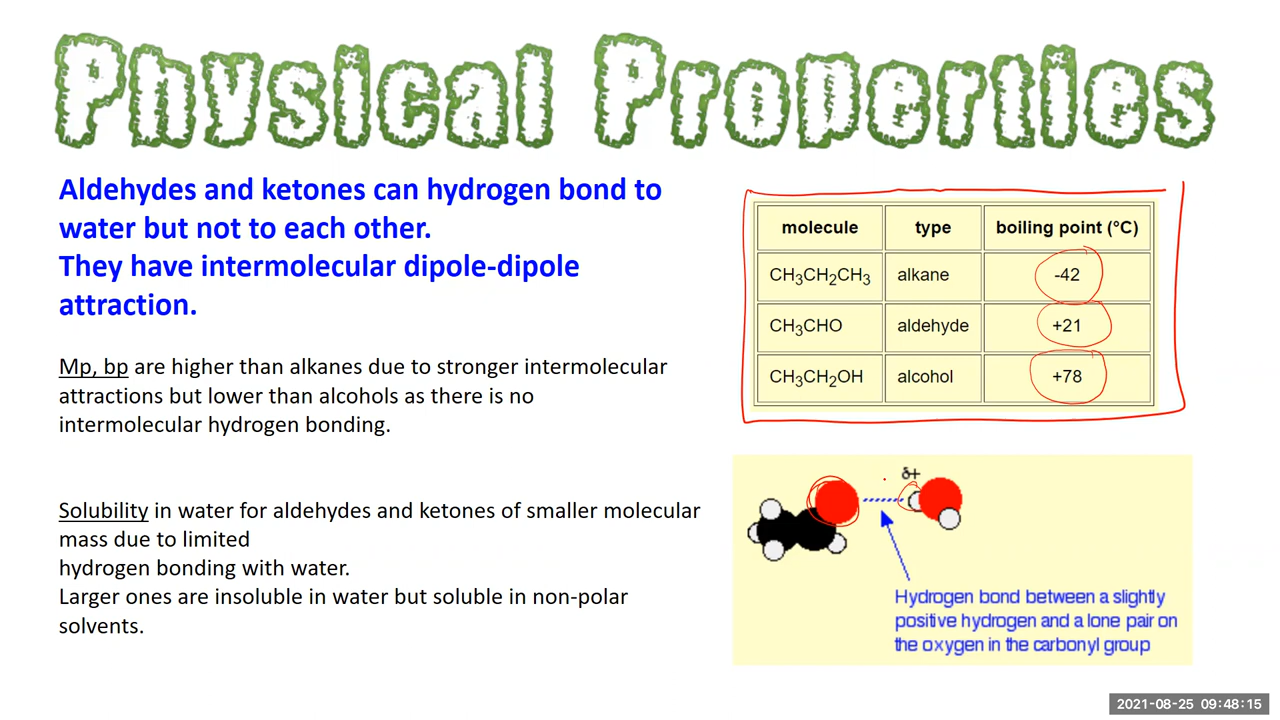 Physical Properties
Aldehydes and ketones can hydrogen bond to
water but not to each other.
They have intermolecular dipole-dipole
attraction.
Mp, bp are higher than alkanes due to stronger intermolecular
attractions but lower than alcohols as there is no
intermolecular hydrogen bonding.
Solubility in water for aldehydes and ketones of smaller molecular
mass due to limited
hydrogen bonding with water.
Larger ones are insoluble in water but soluble in non-polar
solvents.
molecule type boiling point (°C)
CH₃CH₂CH₃ alkane -42
CH₃CHO aldehyde +21
CH₃CH₂OH alcohol +78
δ+
Hydrogen bond between a slightly
positive hydrogen and a lone pair on
the oxygen in the carbonyl group
2021-08-25 09:48:15